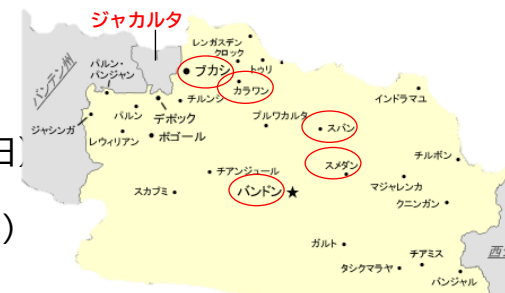 ジャカルタ
レンガスデン
クロック
バンテン州
パルン・
パンジャン
ブカシ
トゥリ
カラワン
チルンシ
パルン
デポック
インドラマユ
ジャシンガ
レウィリアン
ボゴール
プルワカルタ
スバン
日)
チアンジュール
スメダン
チルボン
スカブミ
バンドン
マジャレンカ
クニンガン
)
ガルト
チアミス
タシクマラヤ
バンジャル
西